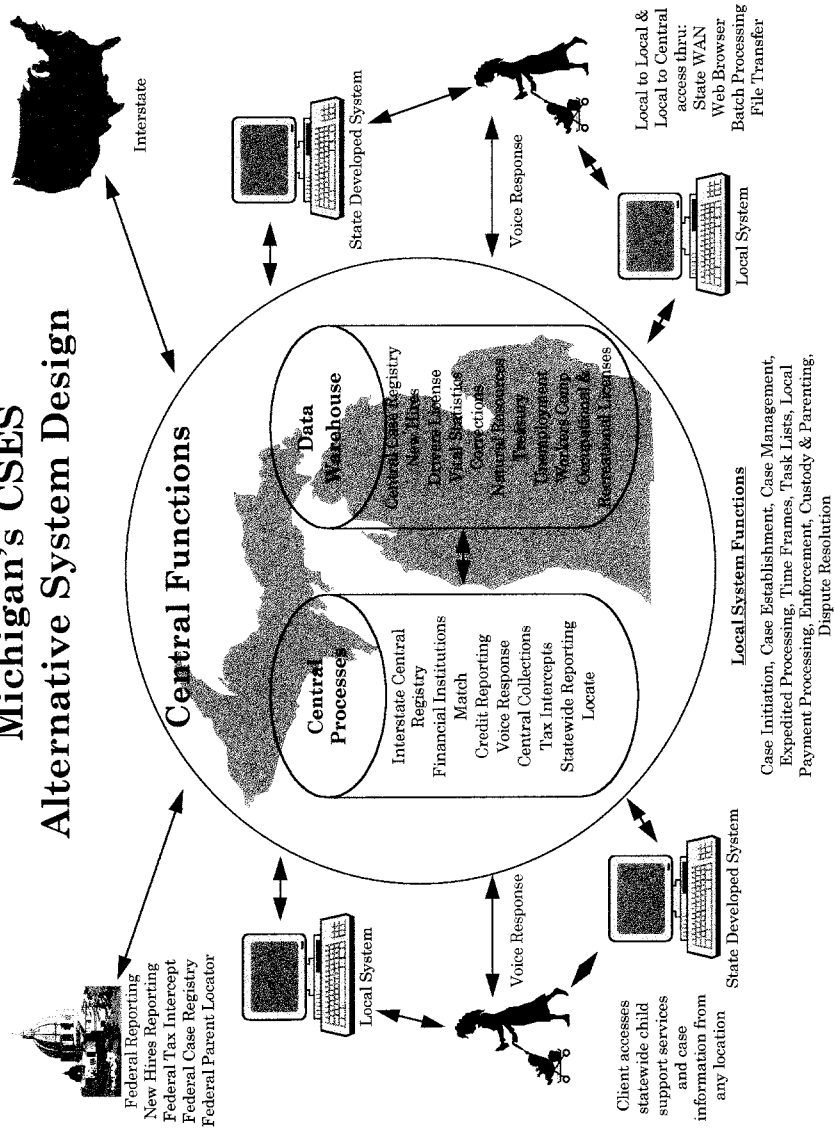 Michigan's CSES
Alternative System Design
Federal Reporting
New Hires Reporting
Federal Tax Intercept
Federal Case Registry
Federal Parent Locator
Interstate
Central Functions
Local System
State Developed System
Central
Processes
Interstate Central
Registry
Financial Institutions
Match
Credit Reporting
Voice Response
Central Collections
Tax Intercepts
Statewide Reporting
Locate
Data
Warehouse
Central Case Registry
New Hires
Drivers License
Vital Statistics
Corrections
Natural Resources
Treasury
Unemployment
Workers Comp
Occupational &
Recreational Licenses
Voice Response
Voice Response
Client accesses
statewide child
support services
and case
information from
any location
State Developed System
Local System
Local to Local &
Local to Central
access thru:
State WAN
Web Browser
Batch Processing
File Transfer
Local System Functions
Case Initiation, Case Establishment, Case Management,
Expedited Processing, Time Frames, Task Lists, Local
Payment Processing, Enforcement, Custody & Parenting,
Dispute Resolution